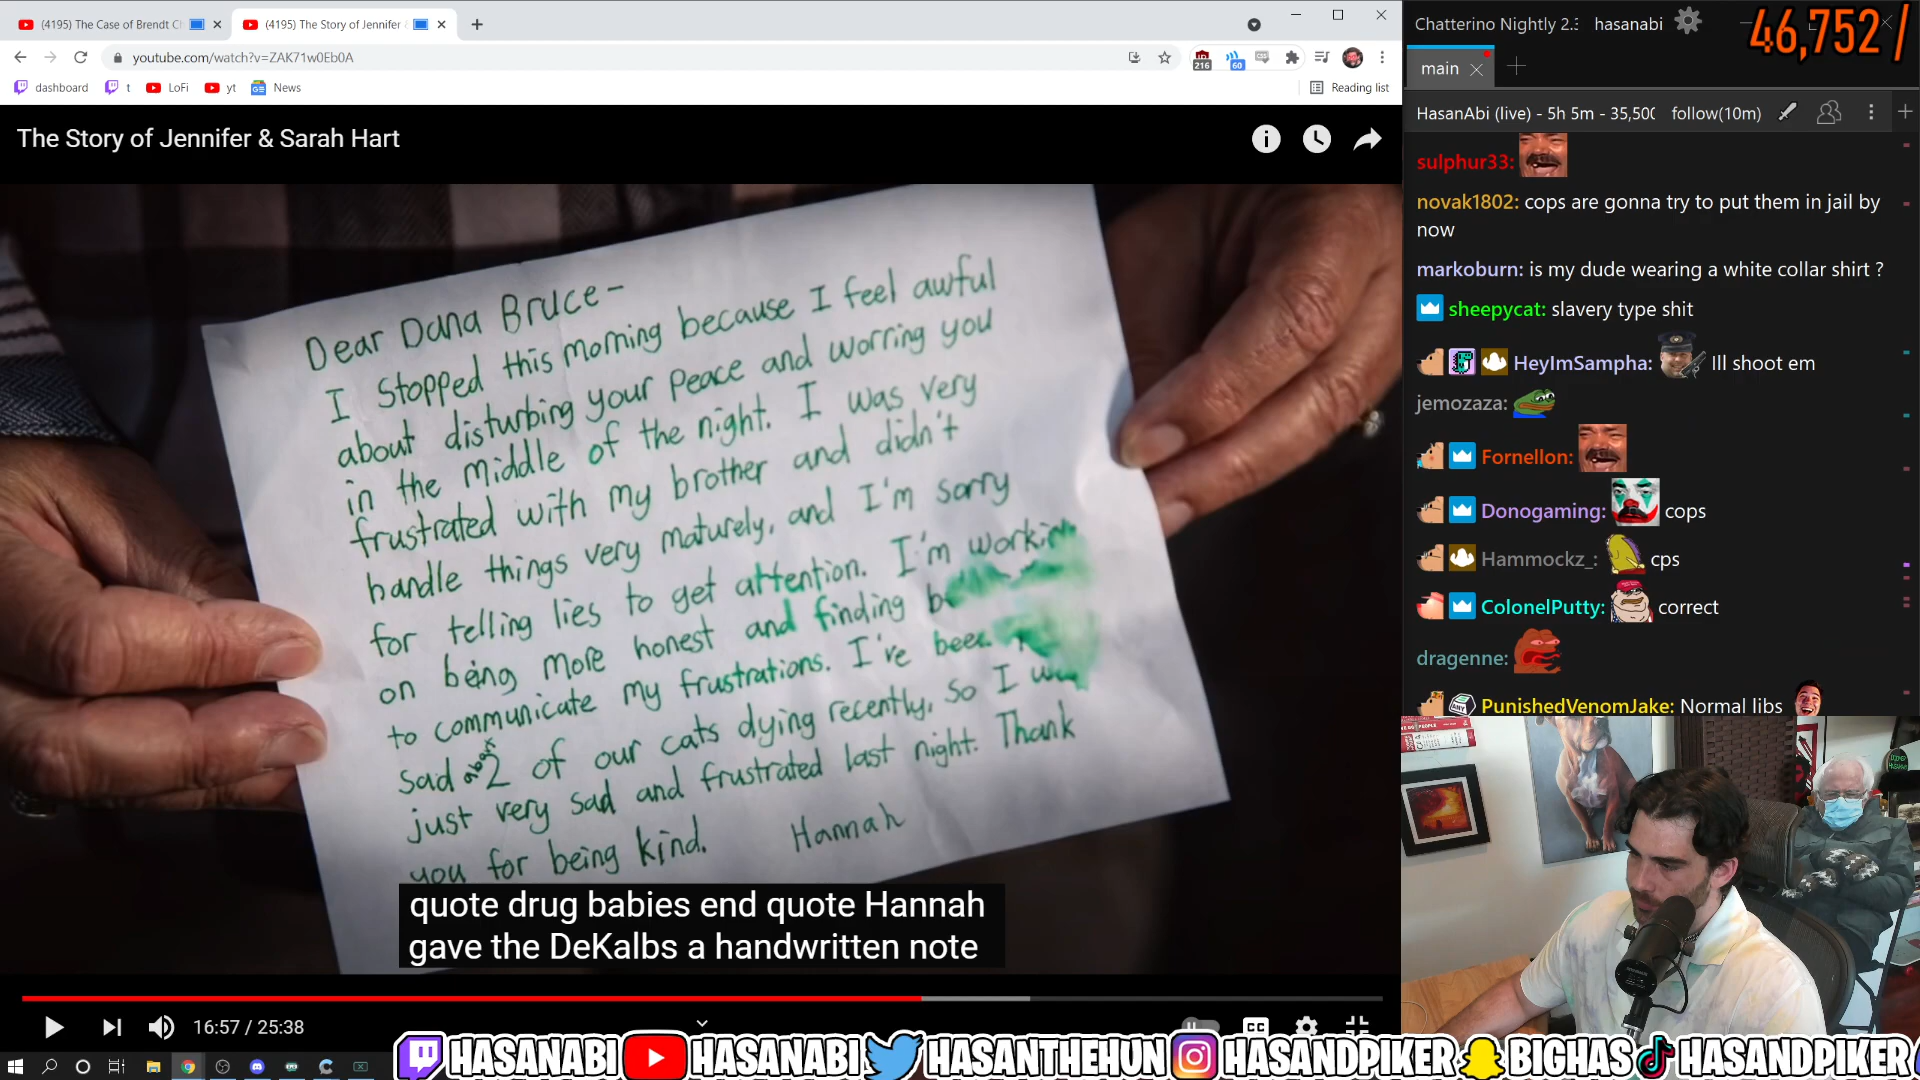 (4195) The Case of Brendt Ch
(4195) The Story of Jennifer &
youtube.com/watch?v=ZAK71w0Eb0A
216
60
dashboard
t
LoFi
yt
News
Reading list
The Story of Jennifer & Sarah Hart
Dear Dana Bruce-
I stopped this morning because I feel awful
about disturbing your peace and worring you
in the middle of the night. I was very
frustrated with my brother and didn't
handle things very maturely, and I'm sorry
for telling lies to get attention. I'm workin
on being more honest and finding
to communicate my frustrations. I've been
sad about 2 of our cats dying recently, so I was
just very sad and frustrated last night. Thank
you for being kind. Hannah
quote drug babies end quote Hannah
gave the DeKalbs a handwritten note
16:57 / 25:38
Chatterino Nightly 2.
hasanabi
46,752 /
main
HasanAbi (live) - 5h 5m - 35,500
follow(10m)
sulphur33:
novak1802: cops are gonna try to put them in jail by
now
markoburn: is my dude wearing a white collar shirt ?
sheepycat: slavery type shit
HeyImSampha: Ill shoot em
jemozaza:
Fornellon:
Donogaming: cops
Hammockz_: cps
ColonelPutty: correct
dragenne:
PunishedVenomJake: Normal libs
HASANABI
HASANABI
HASANTHEHUN
HASANDPIKER
BIGHAS
HASANDPIKER